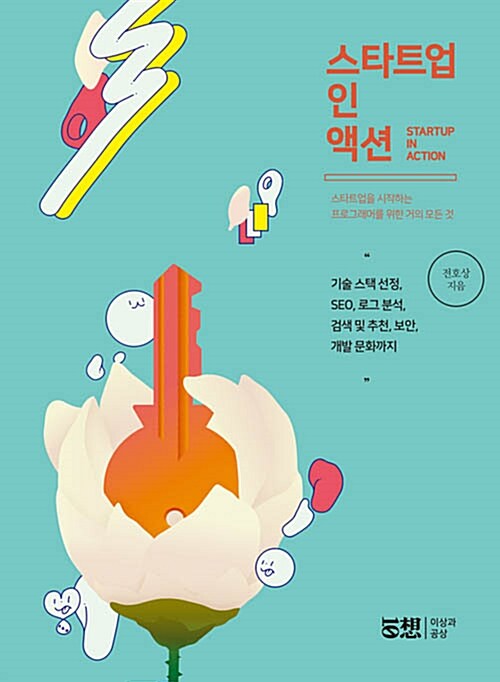 스타트업
인
액션
STARTUP
IN
ACTION
스타트업을 시작하는
프로그래머를 위한 거의 모든 것
전호상
지음
“
기술 스택 선정,
SEO, 로그 분석,
검색 및 추천, 보안,
개발 문화까지
”
이상과
공상